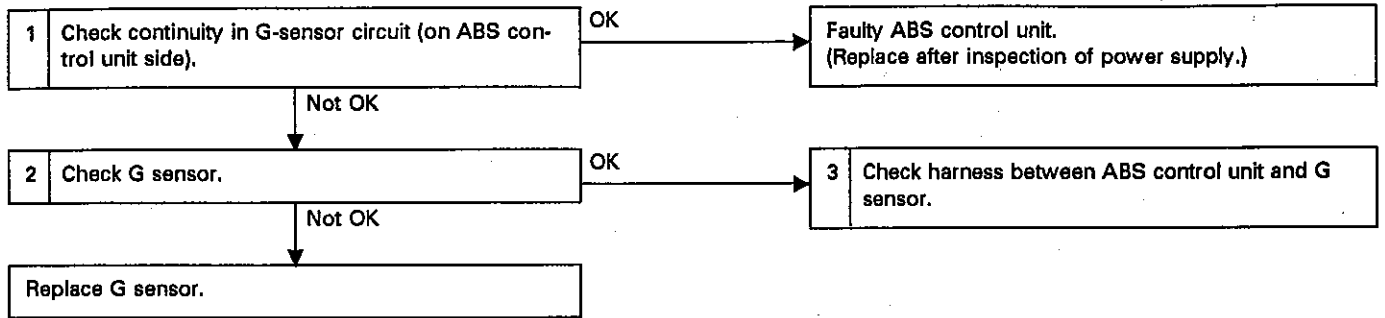 1 Check continuity in G-sensor circuit (on ABS con-
trol unit side).
OK
Faulty ABS control unit.
(Replace after inspection of power supply.)
Not OK
2 Check G sensor.
OK
3 Check harness between ABS control unit and G
sensor.
Not OK
Replace G sensor.